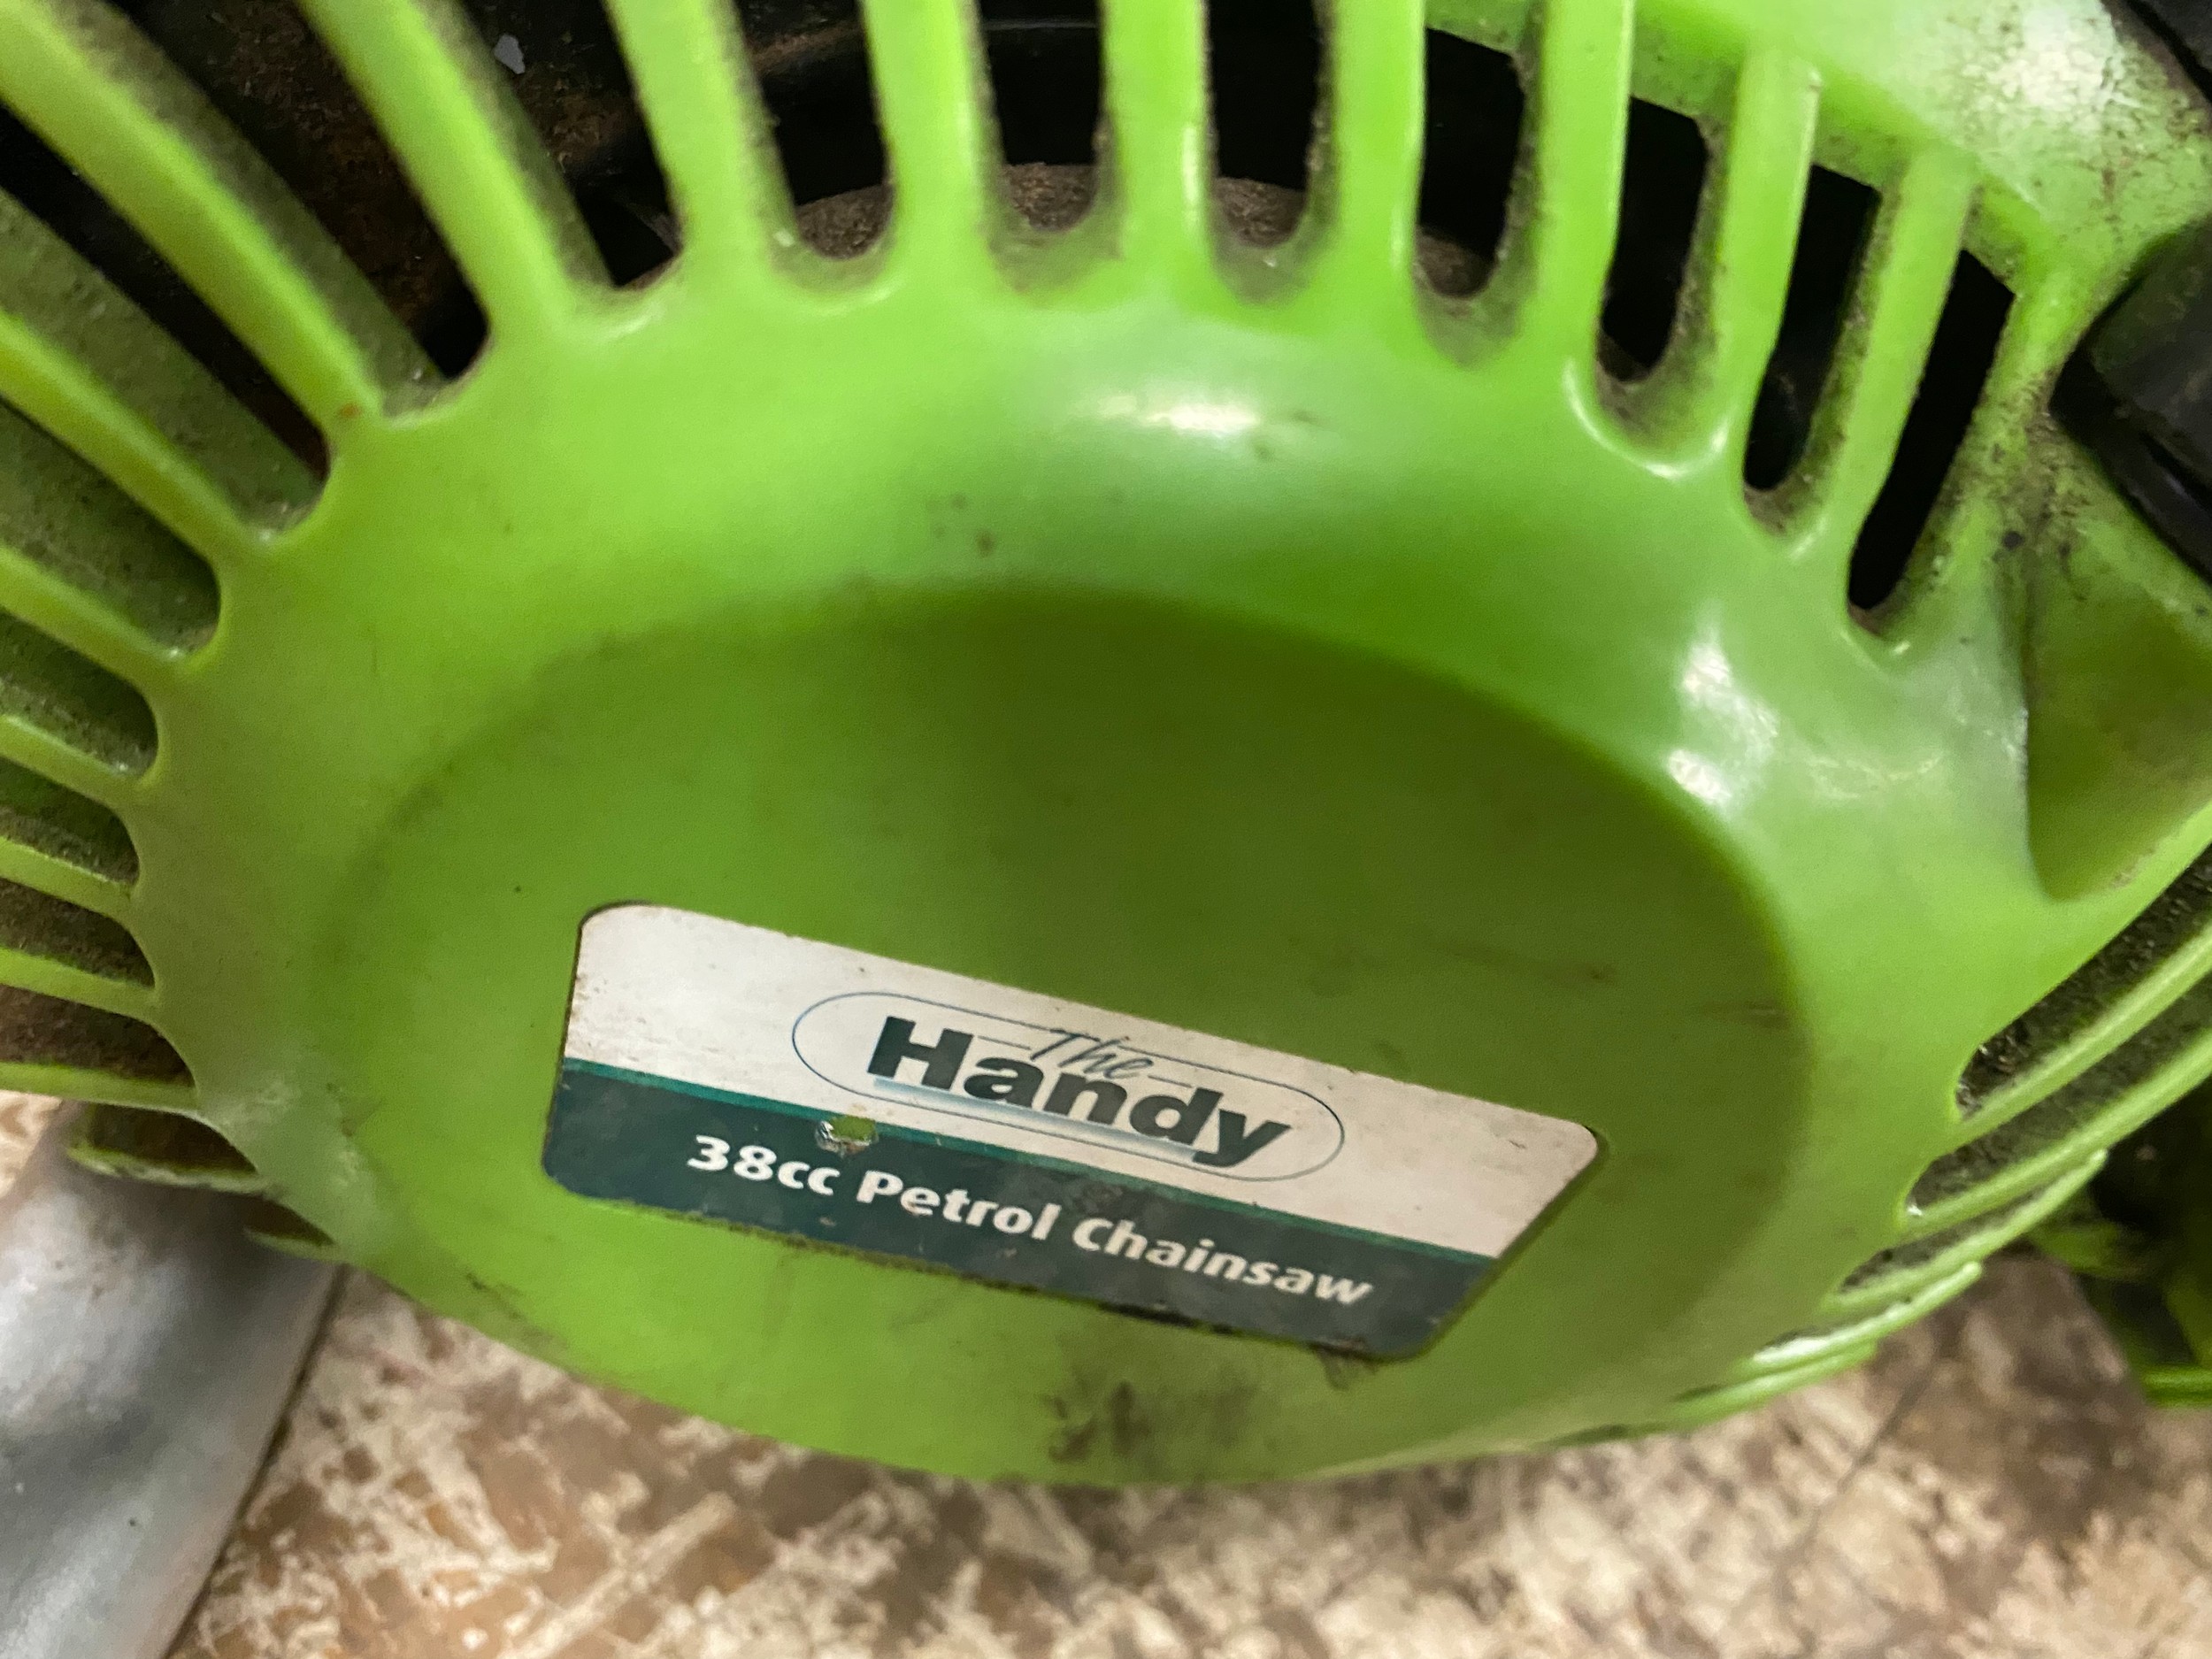 The
Handy
38cc Petrol Chainsaw